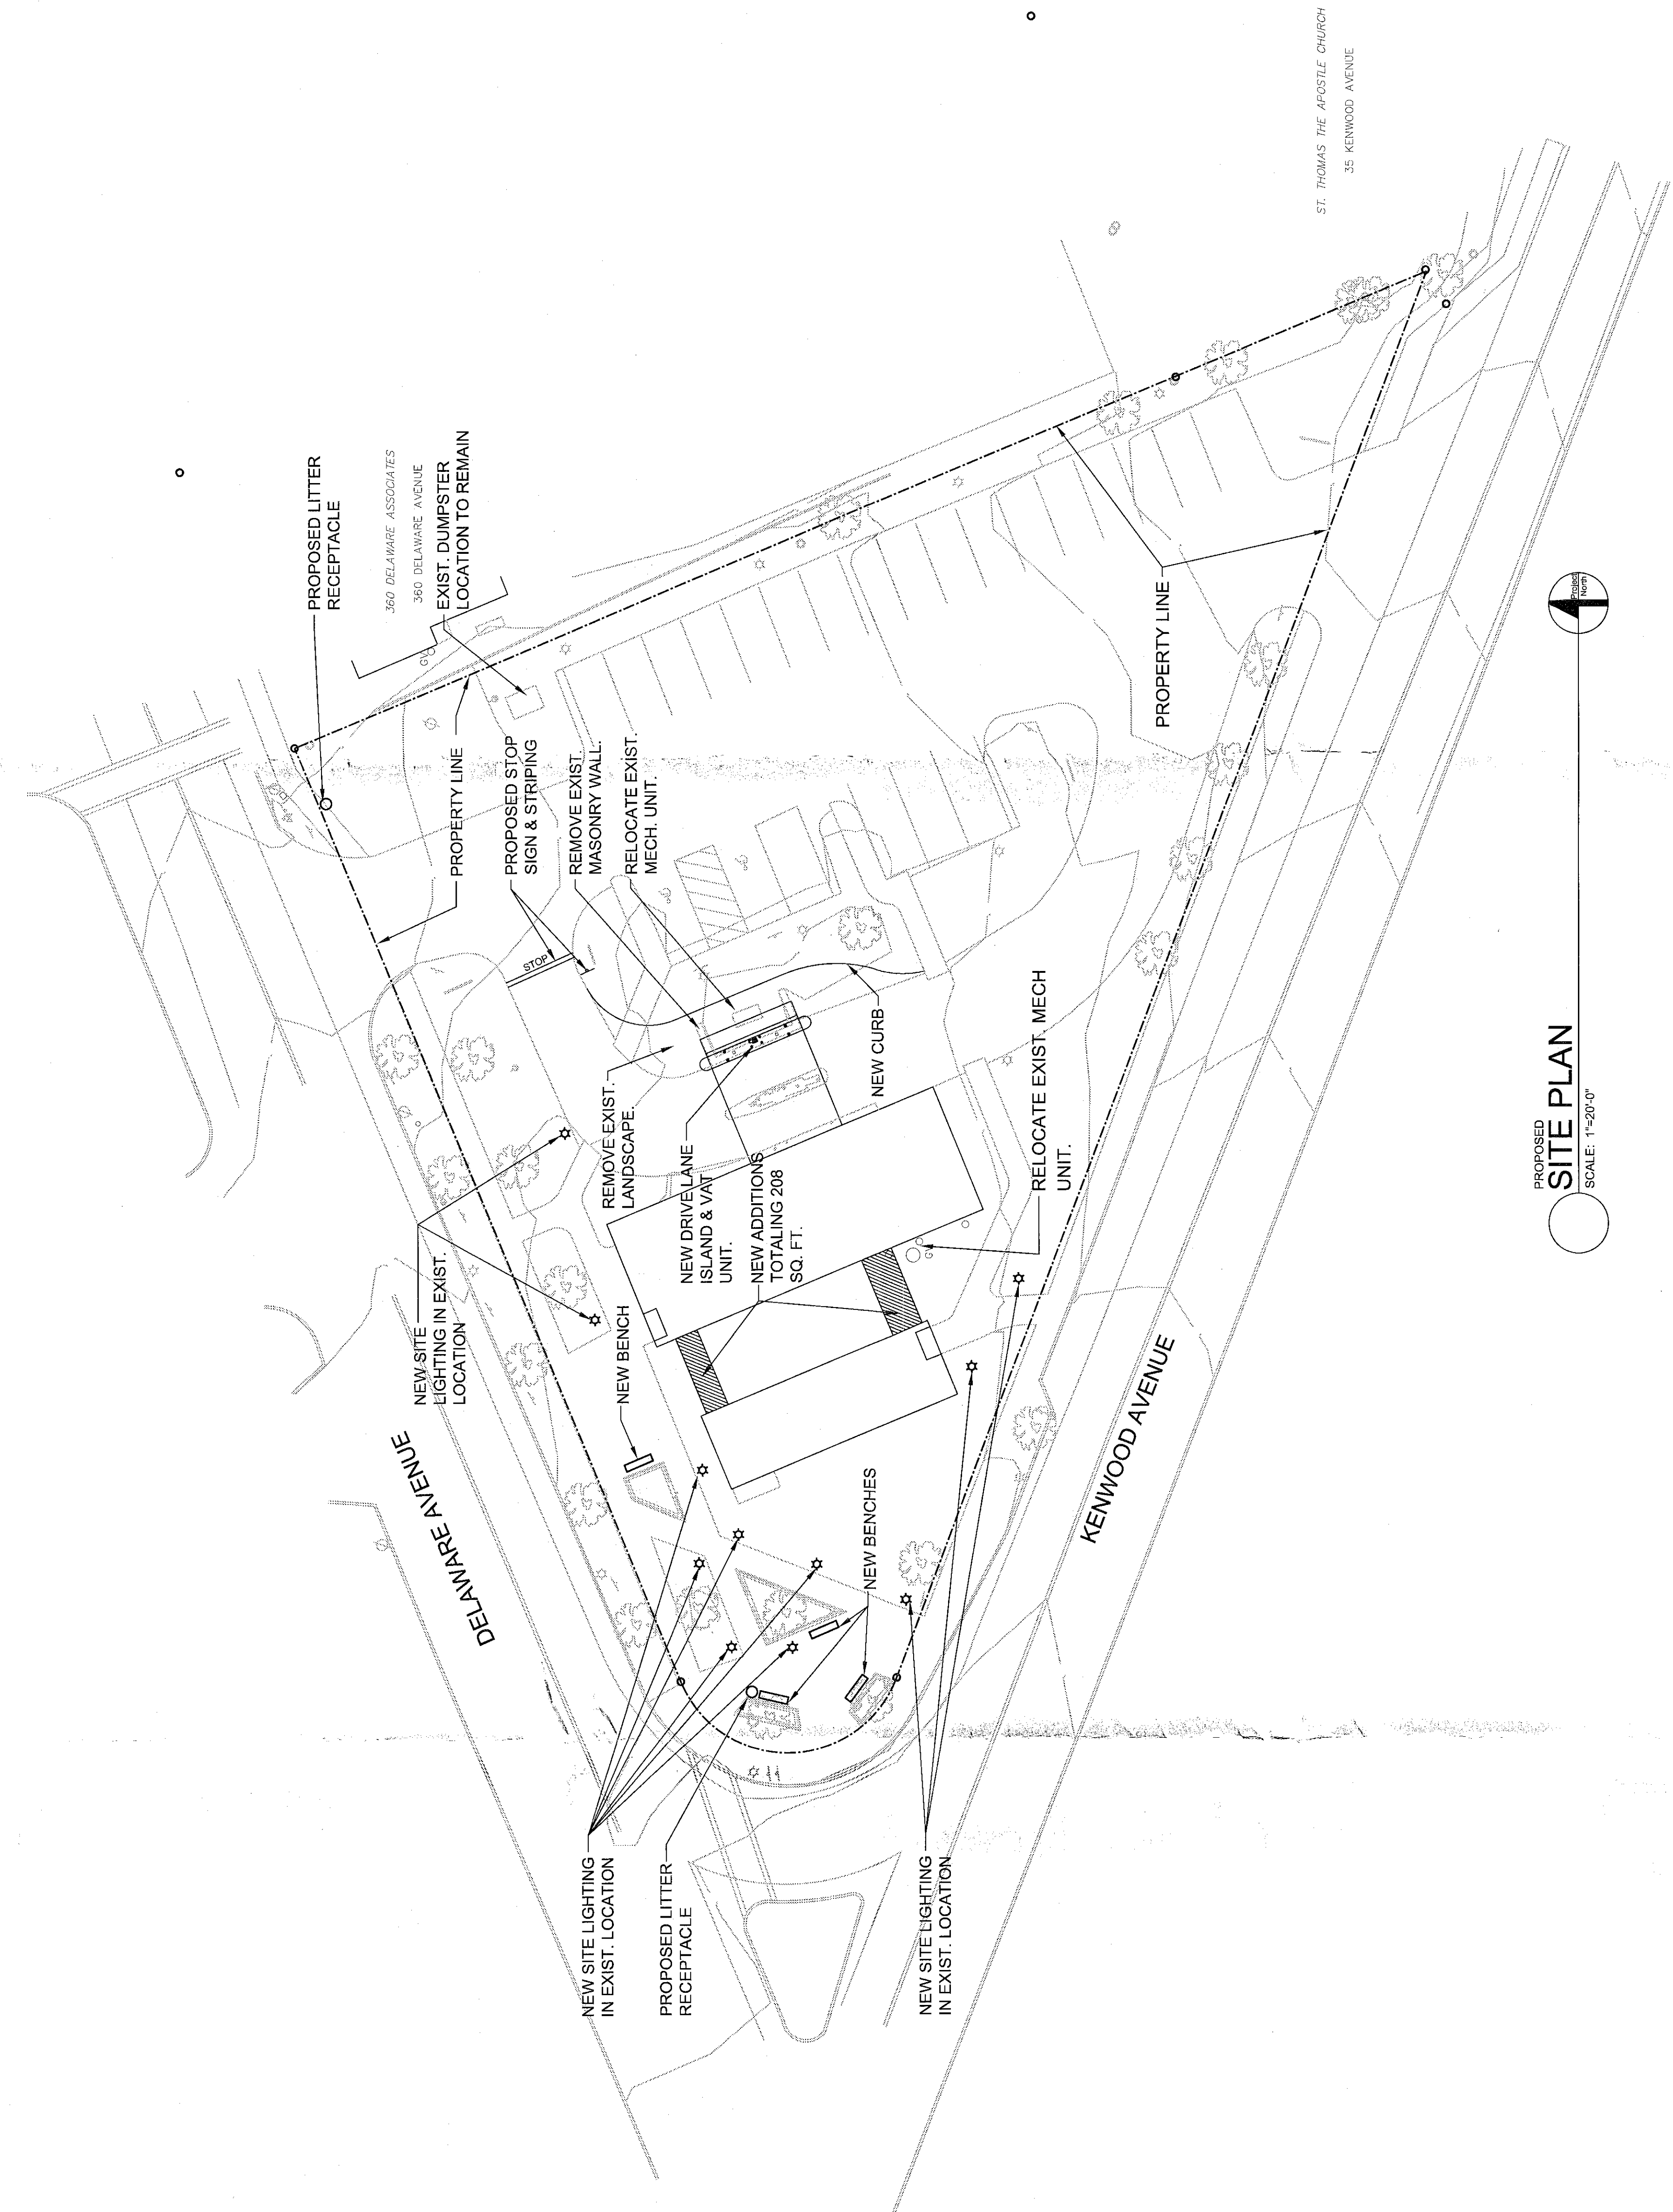 ST. THOMAS THE APOSTLE CHURCH
35 KENWOOD AVENUE
PROPOSED LITTER
RECEPTACLE
360 DELAWARE ASSOCIATES
360 DELAWARE AVENUE
EXIST. DUMPSTER
LOCATION TO REMAIN
GV
PROPERTY LINE
PROPOSED STOP
SIGN & STRIPING
REMOVE EXIST.
MASONRY WALL.
RELOCATE EXIST.
MECH. UNIT.
STOP
PROPERTY LINE
REMOVE EXIST.
LANDSCAPE.
NEW DRIVE LANE
ISLAND & VAT
UNIT.
NEW ADDITIONS
TOTALING 208
SQ. FT.
NEW CURB
RELOCATE EXIST. MECH
UNIT.
NEW SITE
LIGHTING IN EXIST.
LOCATION
NEW BENCH
NEW BENCHES
DELAWARE AVENUE
KENWOOD AVENUE
NEW SITE LIGHTING
IN EXIST. LOCATION
PROPOSED LITTER
RECEPTACLE
NEW SITE LIGHTING
IN EXIST. LOCATION
PROPOSED
SITE PLAN
SCALE: 1"=20'-0"
Project
North